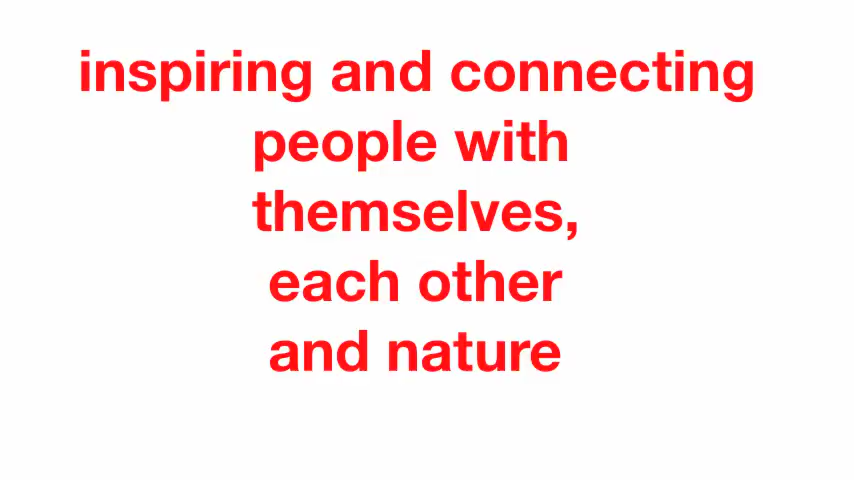 inspiring and connecting
people with
themselves,
each other
and nature